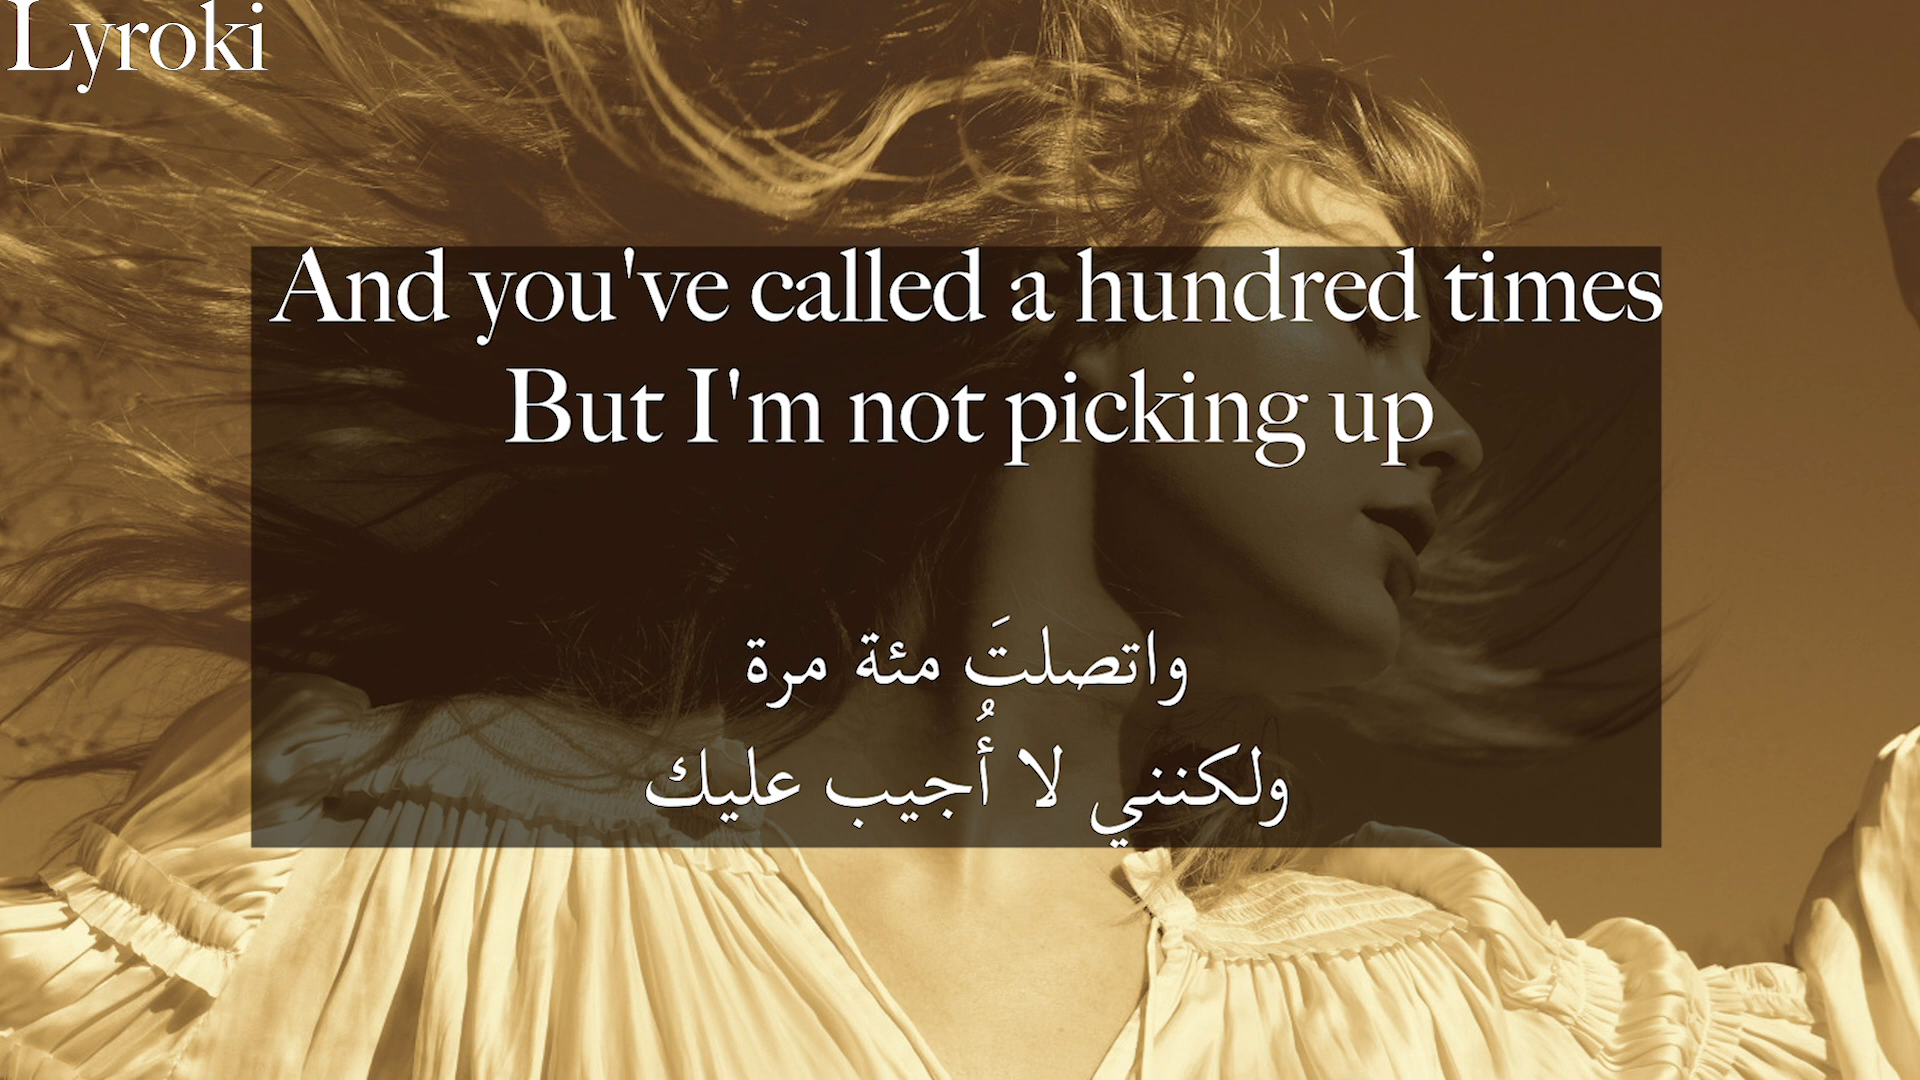 Lyroki
And you've called a hundred times
But I'm not picking up
واتصلتَ مئة مرة
ولكنني لا أُجيب عليك